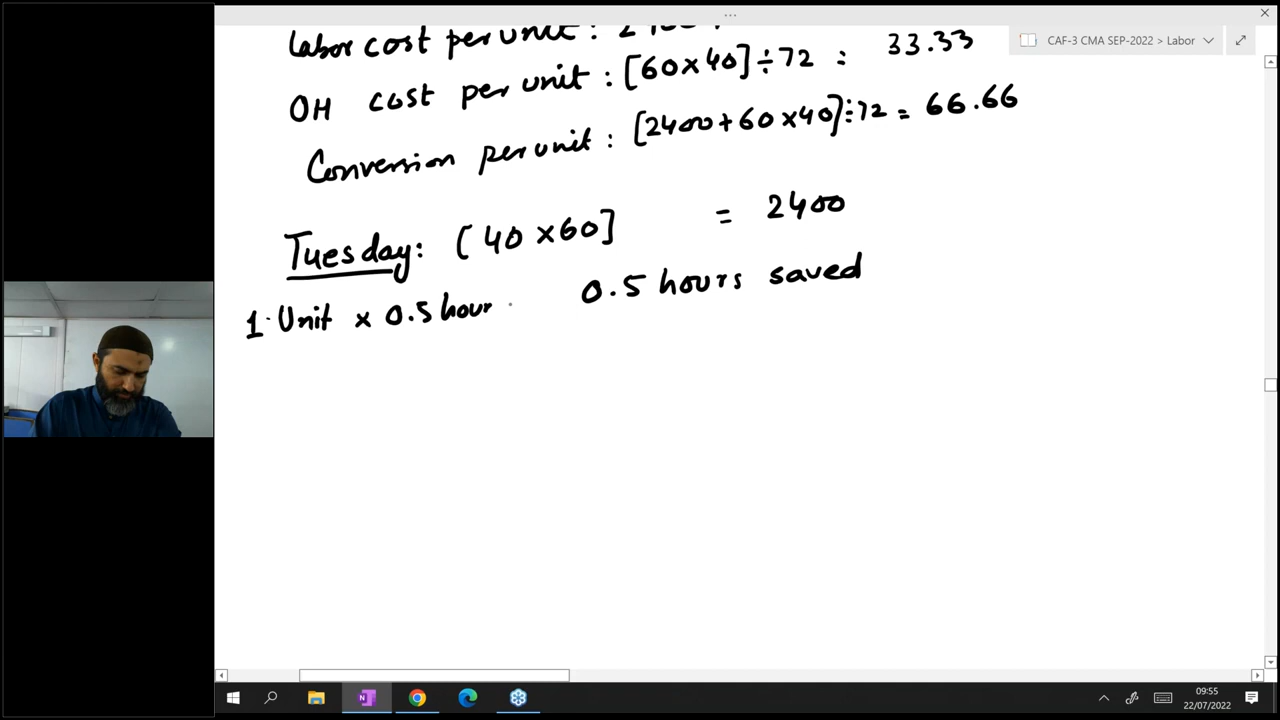 CAF-3 CMA SEP-2022 > Labor
Labor cost per unit :
OH cost per unit : [60×40]÷72 = 33.33
Conversion per unit : [2400+60×40]÷72 = 66.66
Tuesday: [40×60] = 2400
0.5 hours saved
1 Unit × 0.5 hour
09:55
22/07/2022